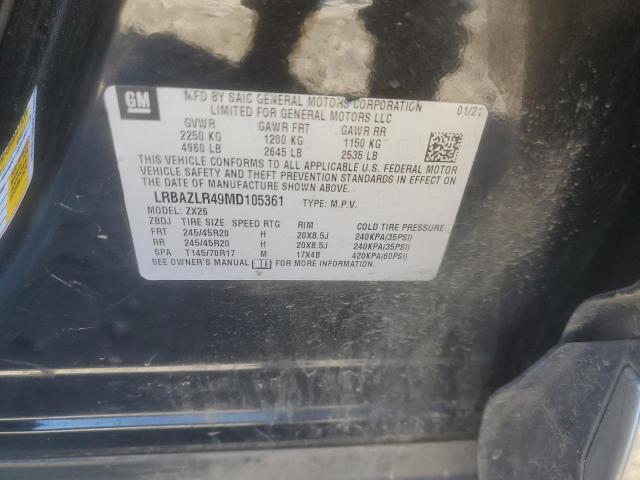 GM
MFD BY SAIC GENERAL MOTORS CORPORATION
LIMITED FOR GENERAL MOTORS LLC
01/21
GVWR GAWR FRT GAWR RR
2250 KG 1200 KG 1150 KG
4960 LB 2645 LB 2535 LB
THIS VEHICLE CONFORMS TO ALL APPLICABLE U.S. FEDERAL MOTOR
VEHICLE SAFETY AND THEFT PREVENTION STANDARDS IN EFFECT ON THE DATE OF
MANUFACTURE SHOWN ABOVE.
LRBAZLR49MD105361 TYPE: M.P.V.
MODEL: ZX26
ZBDJ TIRE SIZE SPEED RTG RIM COLD TIRE PRESSURE
FRT 245/45R20 H 20X8.5J 240KPA(35PSI)
RR 245/45R20 H 20X8.5J 240KPA(35PSI)
SPA T145/70R17 M 17X4B 420KPA(60PSI)
SEE OWNER'S MANUAL FOR MORE INFORMATION.